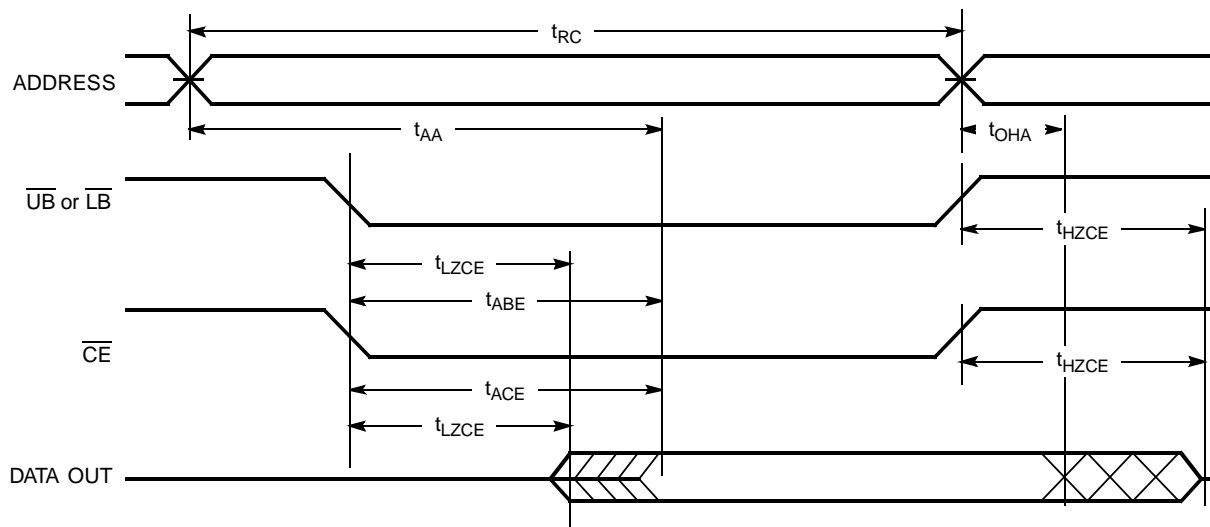 tRC
ADDRESS
tAA
tOHA
UB or LB
tHZCE
tLZCE
tABE
CE
tHZCE
tACE
tLZCE
DATA OUT